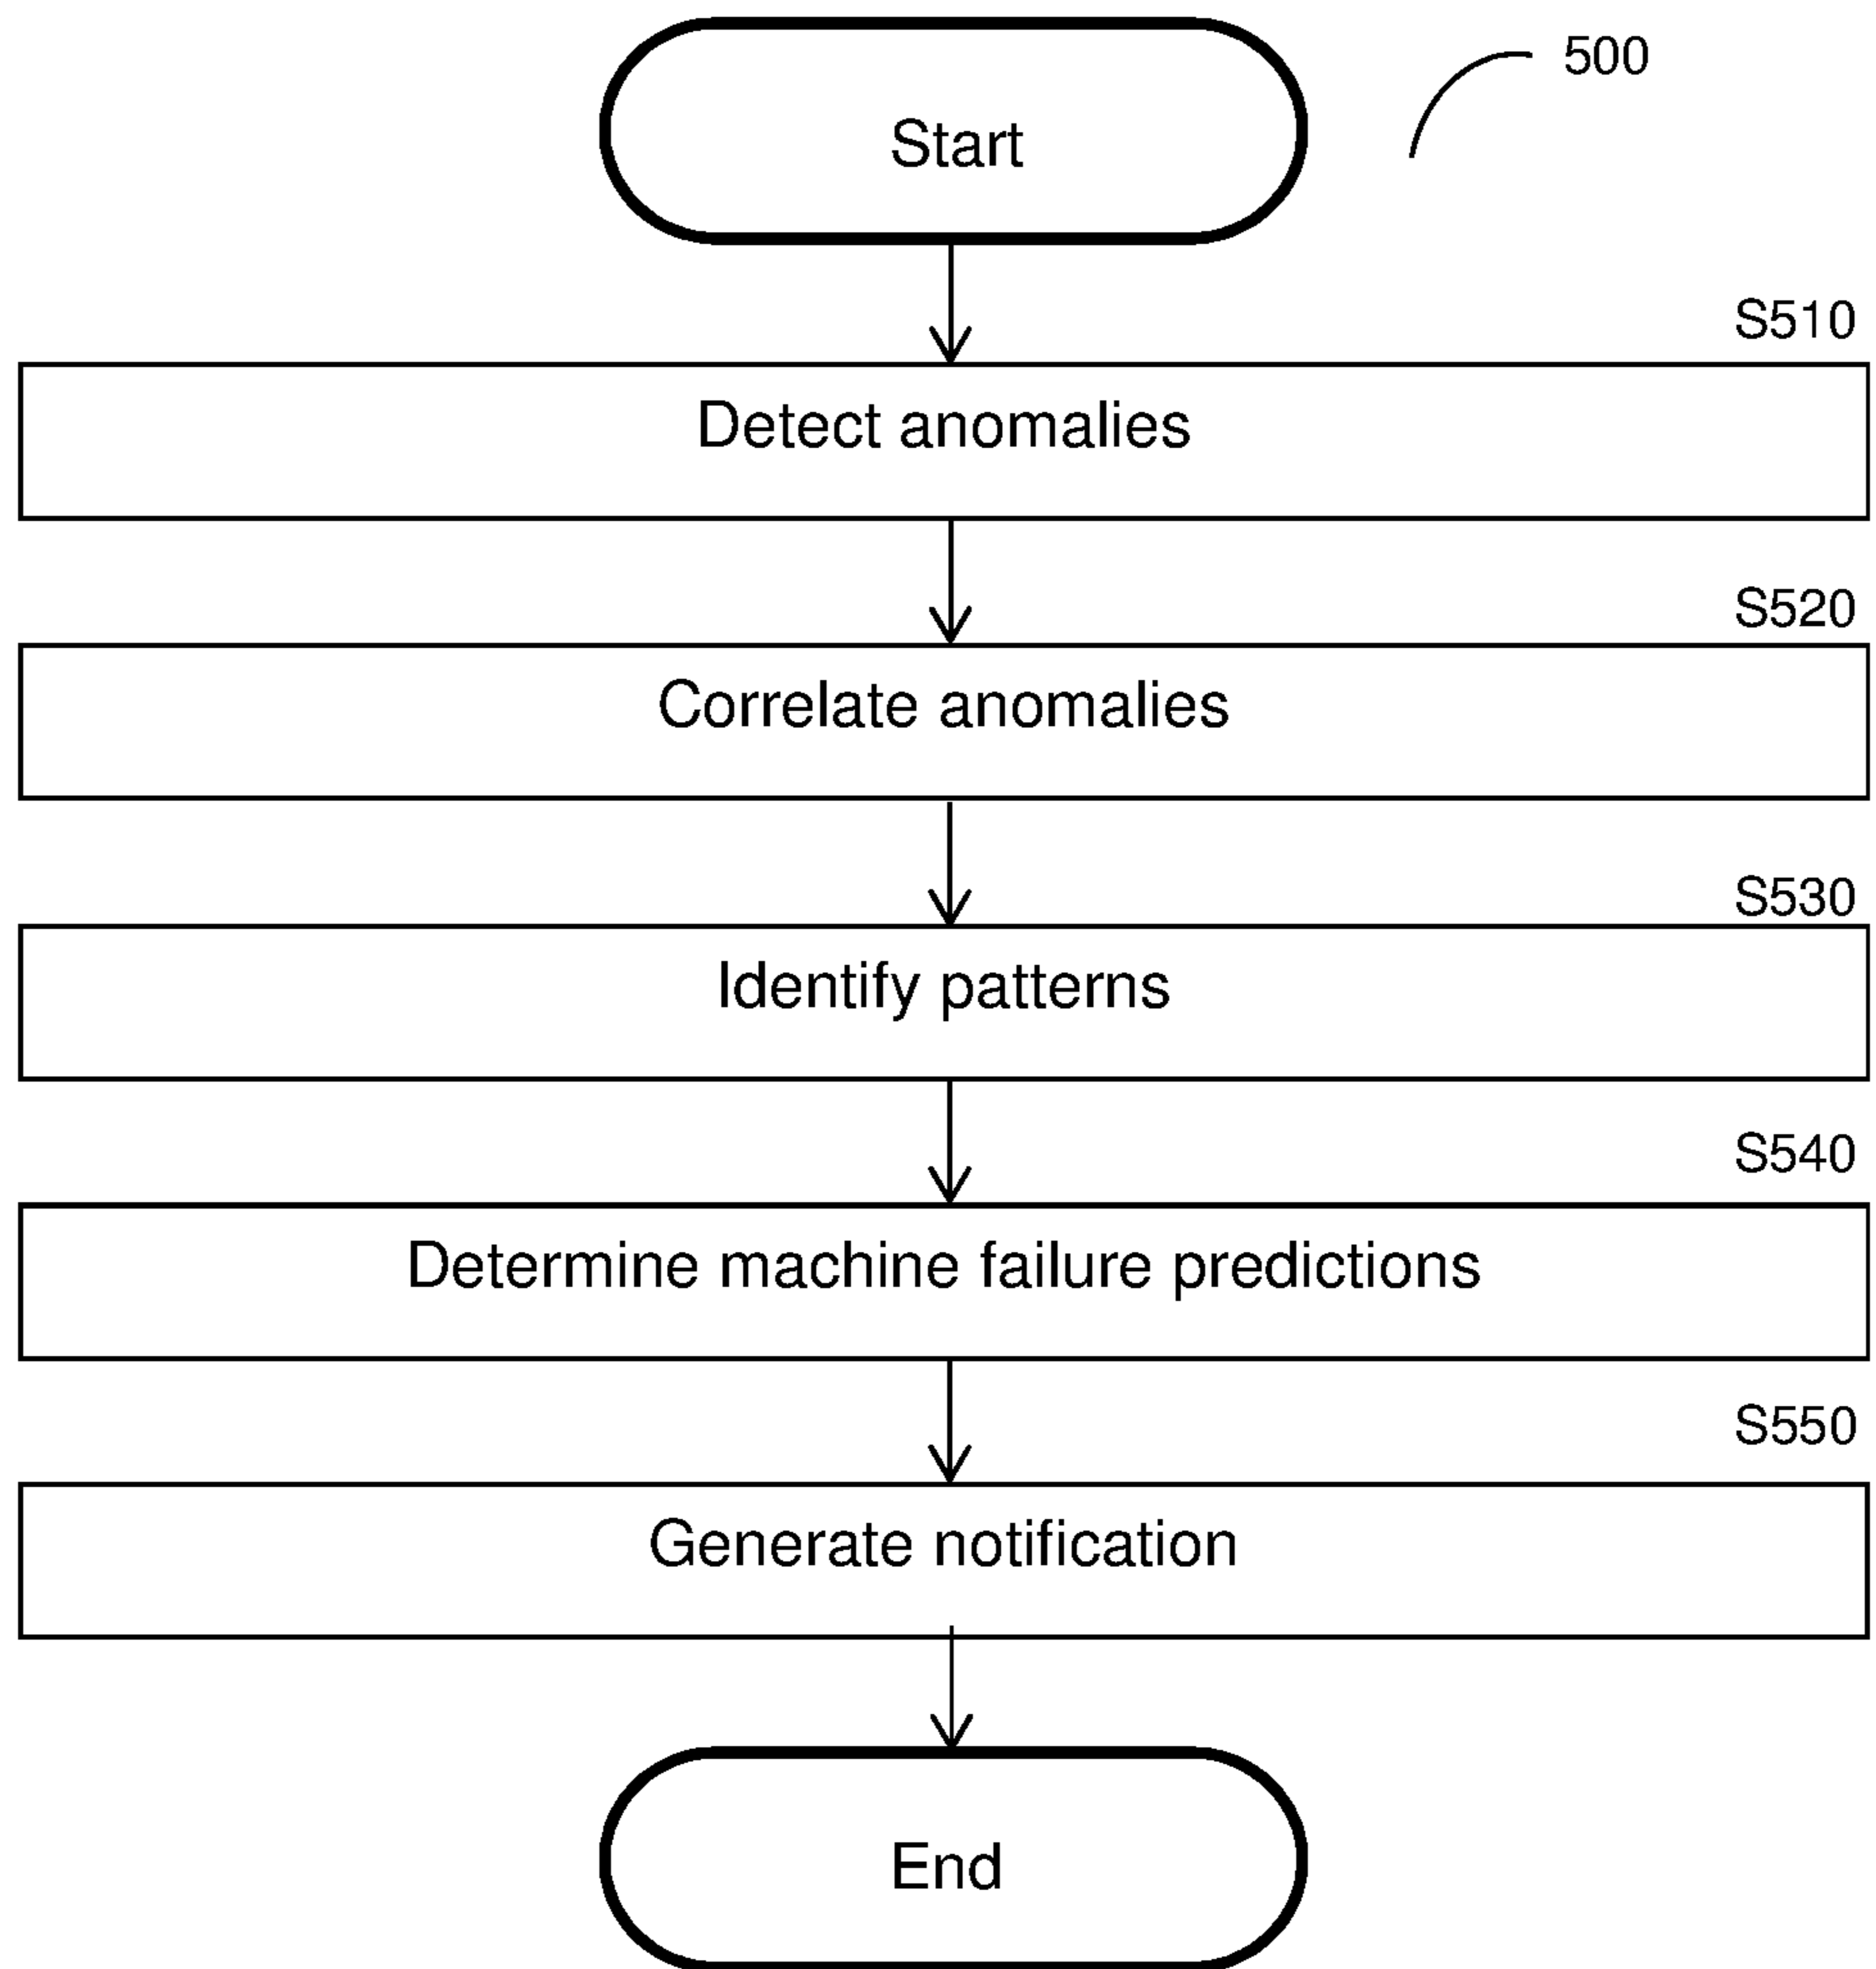 Start
500
S510
Detect anomalies
S520
Correlate anomalies
S530
Identify patterns
S540
Determine machine failure predictions
S550
Generate notification
End